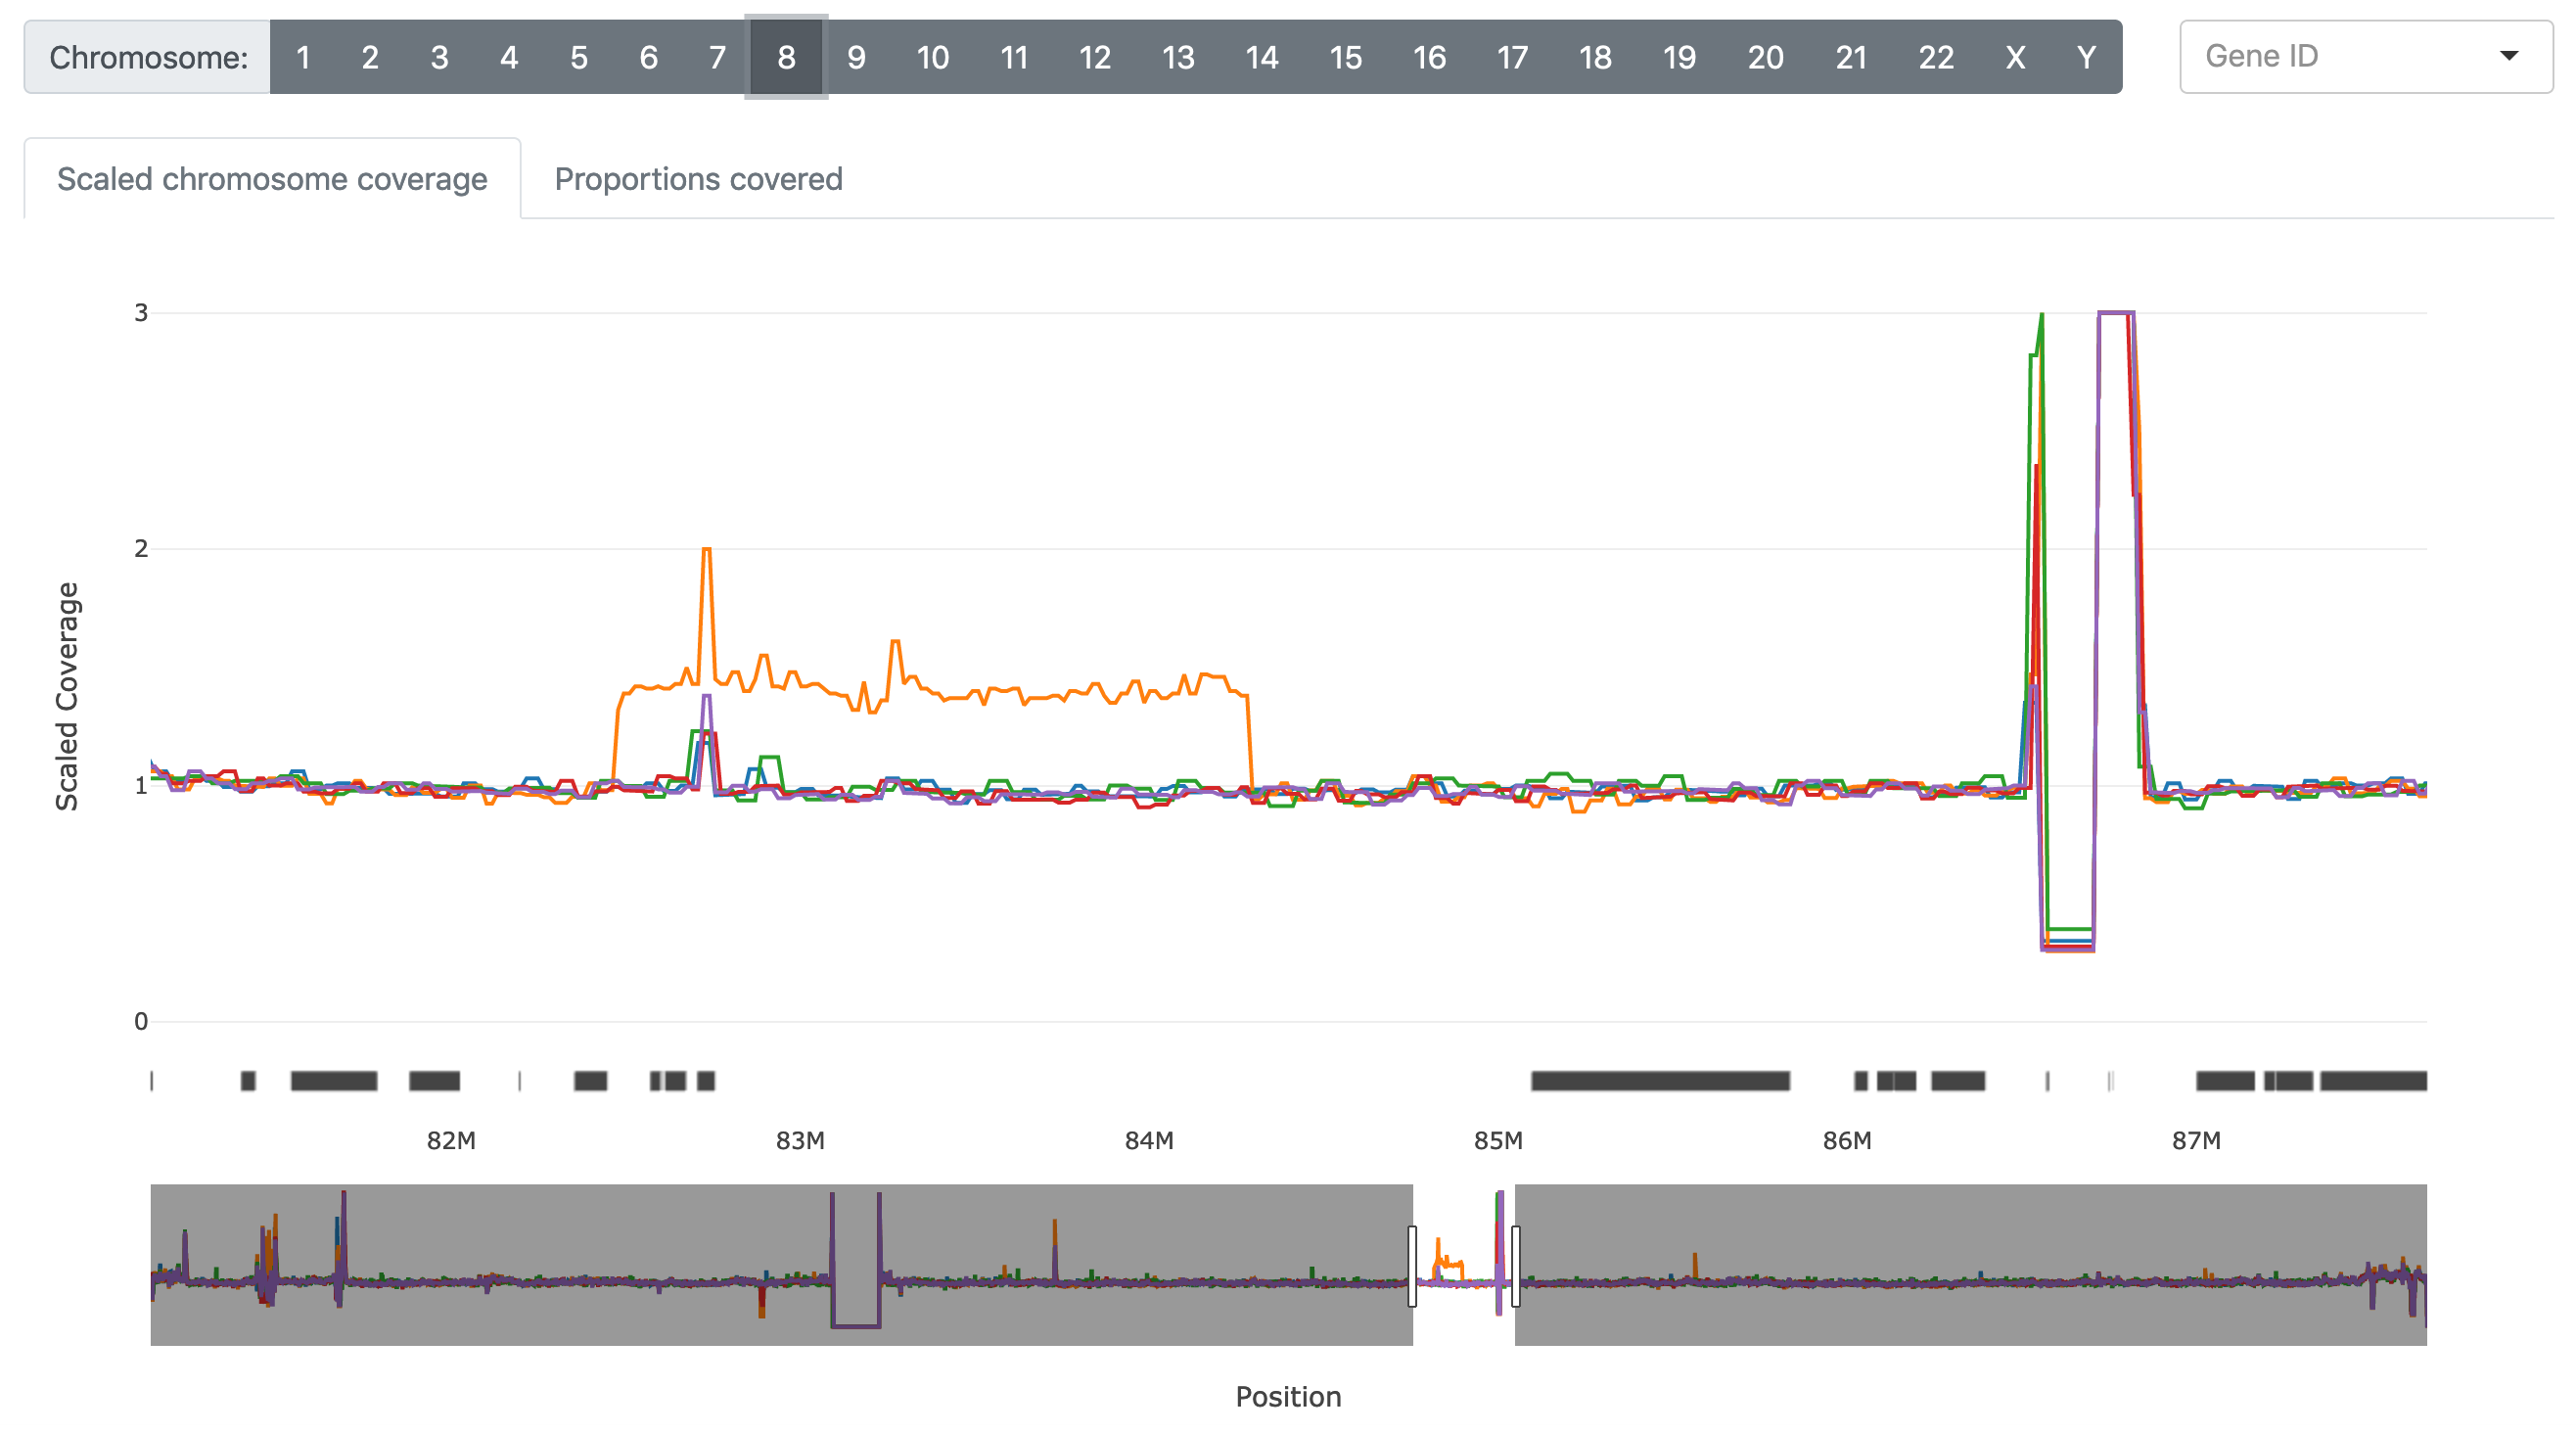 Chromosome: 1 2 3 4 5 6 7 8 9 10 11 12 13 14 15 16 17 18 19 20 21 22 X Y Gene ID
Scaled chromosome coverage Proportions covered
3
2
1
0
Scaled Coverage
82M 83M 84M 85M 86M 87M
Position